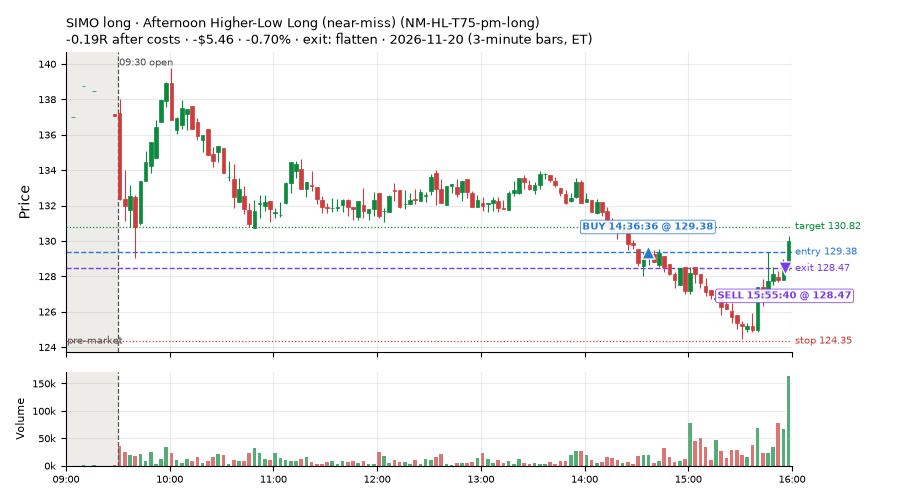 SIMO long · Afternoon Higher-Low Long (near-miss) (NM-HL-T75-pm-long)
-0.19R after costs · -$5.46 · -0.70% · exit: flatten · 2026-11-20 (3-minute bars, ET)
140
138
136
134
132
130
128
126
124
Price
09:30 open
pre-market
BUY 14:36:36 @ 129.38
SELL 15:55:40 @ 128.47
target 130.82
entry 129.38
exit 128.47
stop 124.35
150k
100k
50k
0k
Volume
09:00
10:00
11:00
12:00
13:00
14:00
15:00
16:00